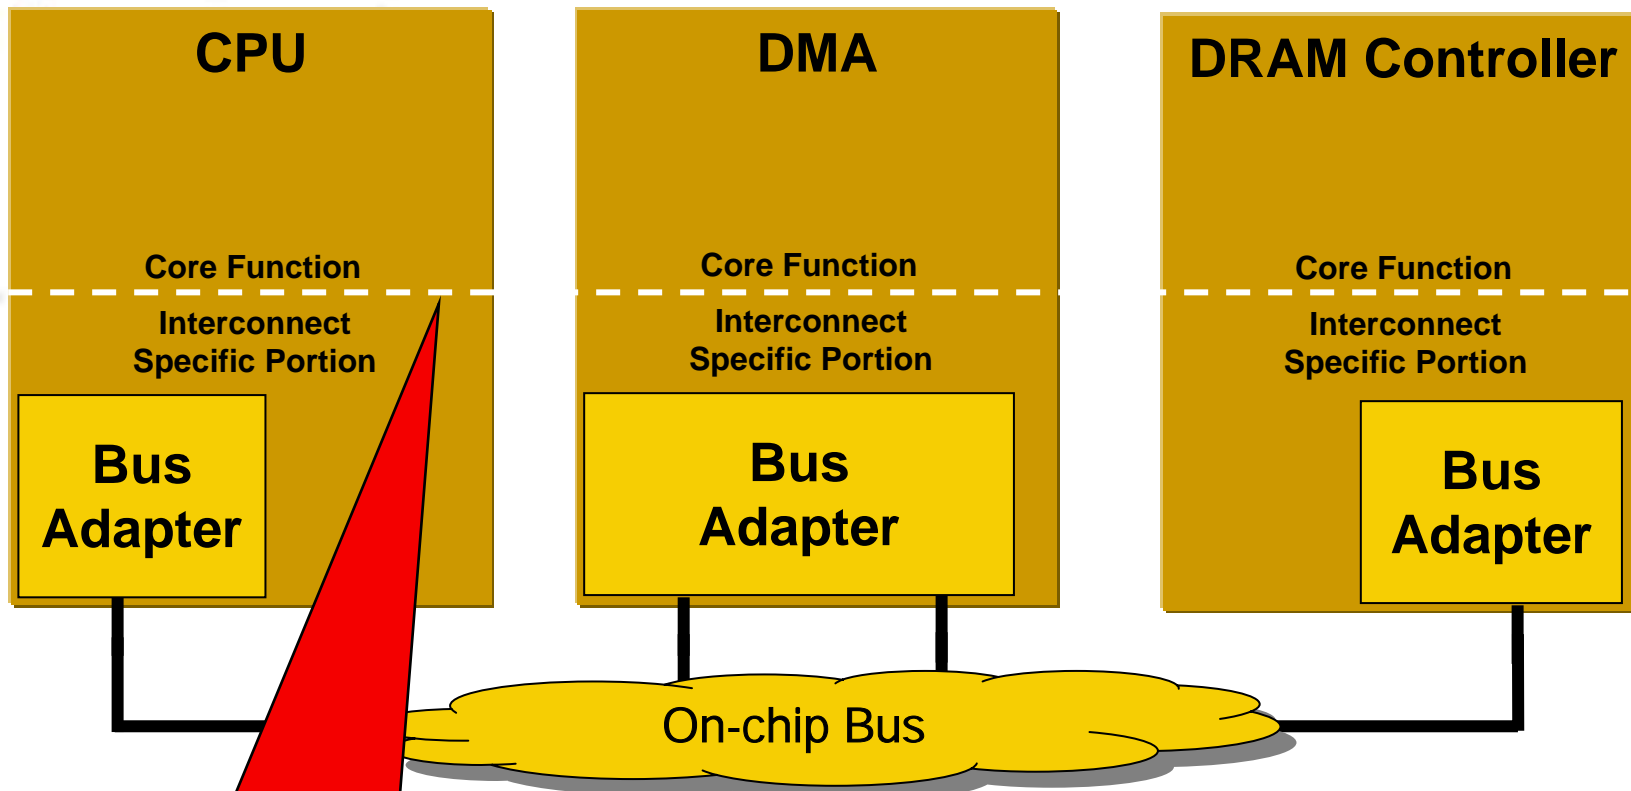 CPU
Core Function
Interconnect
Specific Portion
Bus
Adapter
DMA
Core Function
Interconnect
Specific Portion
Bus
Adapter
DRAM Controller
Core Function
Interconnect
Specific Portion
Bus
Adapter
On-chip Bus